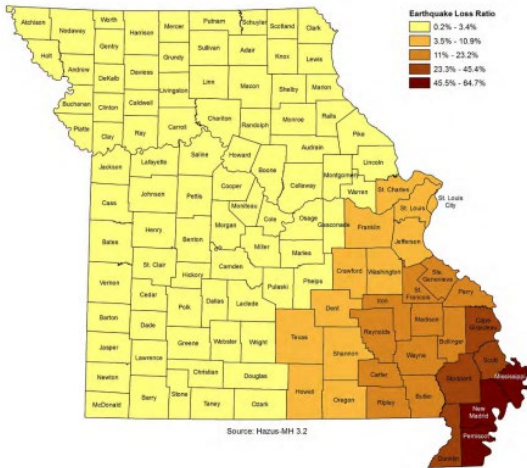 Earthquake Loss Ratio
0.2% - 3.4%
3.5% - 10.9%
11% - 23.2%
23.3% - 45.4%
45.5% - 64.7%
Atchison
Nodaway
Worth
Harrison
Mercer
Putnam
Schuyler
Scotland
Clark
Holt
Gentry
Sullivan
Adair
Knox
Lewis
Andrew
DeKalb
Daviess
Grundy
Linn
Macon
Shelby
Marion
Buchanan
Clinton
Caldwell
Livingston
Chariton
Randolph
Monroe
Ralls
Pike
Platte
Clay
Ray
Carroll
Audrain
Jackson
Lafayette
Saline
Howard
Boone
Callaway
Montgomery
Lincoln
Warren
St. Charles
St. Louis
City
Cass
Johnson
Pettis
Cooper
Moniteau
Cole
Osage
Gasconade
St. Louis
Franklin
Jefferson
Bates
Henry
Benton
Morgan
Miller
Maries
St. Clair
Hickory
Camden
Pulaski
Phelps
Crawford
Washington
Ste.
Genevieve
St.
Francois
Perry
Vernon
Cedar
Polk
Dallas
Laclede
Dent
Iron
Madison
Cape
Girardeau
Barton
Dade
Greene
Webster
Wright
Texas
Shannon
Reynolds
Wayne
Bollinger
Scott
Jasper
Lawrence
Christian
Douglas
Carter
Stoddard
Mississippi
Newton
McDonald
Barry
Stone
Taney
Ozark
Howell
Oregon
Ripley
Butler
New
Madrid
Pemiscot
Dunklin
Source: Hazus-MH 3.2